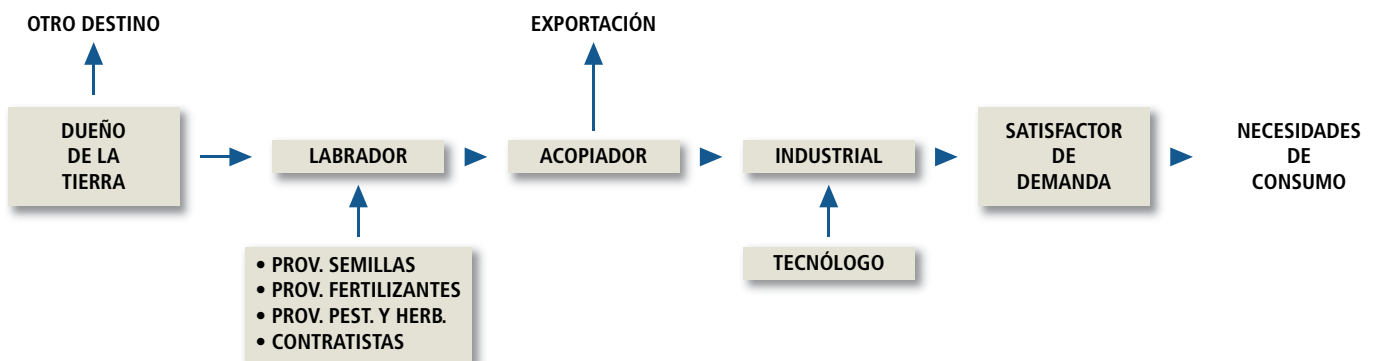 OTRO DESTINO
EXPORTACIÓN
DUEÑO
DE LA
TIERRA
LABRADOR
ACOPIADOR
INDUSTRIAL
SATISFACTOR
DE
DEMANDA
NECESIDADES
DE
CONSUMO
• PROV. SEMILLAS
• PROV. FERTILIZANTES
• PROV. PEST. Y HERB.
• CONTRATISTAS
TECNÓLOGO